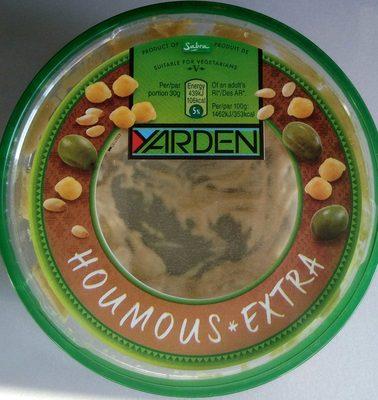 PRODUCT OF Sabra PRODUIT DE
SUITABLE FOR VEGETARIANS
Per/par
portion 30g
Energy
439kJ
106kcal
5%
Of an adult's
RI*/Des AR*.
Per/par 100g:
1462kJ/353kcal
YARDEN
HOUMOUS * EXTRA